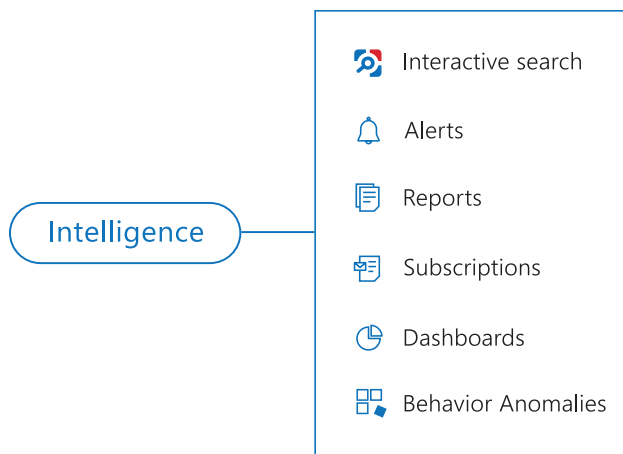 Interactive search
Alerts
Reports
Intelligence
Subscriptions
Dashboards
Behavior Anomalies